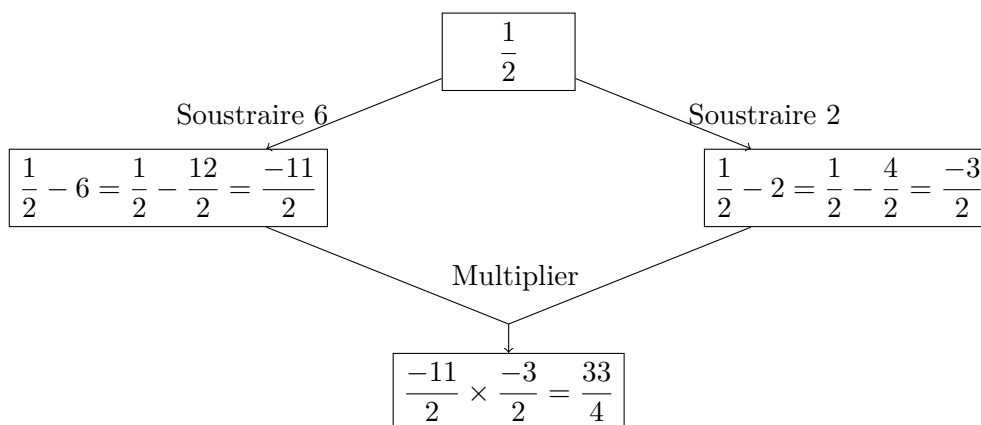 1/2
Soustraire 6
Soustraire 2
1/2 − 6 = 1/2 − 12/2 = −11/2
1/2 − 2 = 1/2 − 4/2 = −3/2
Multiplier
−11/2 × −3/2 = 33/4